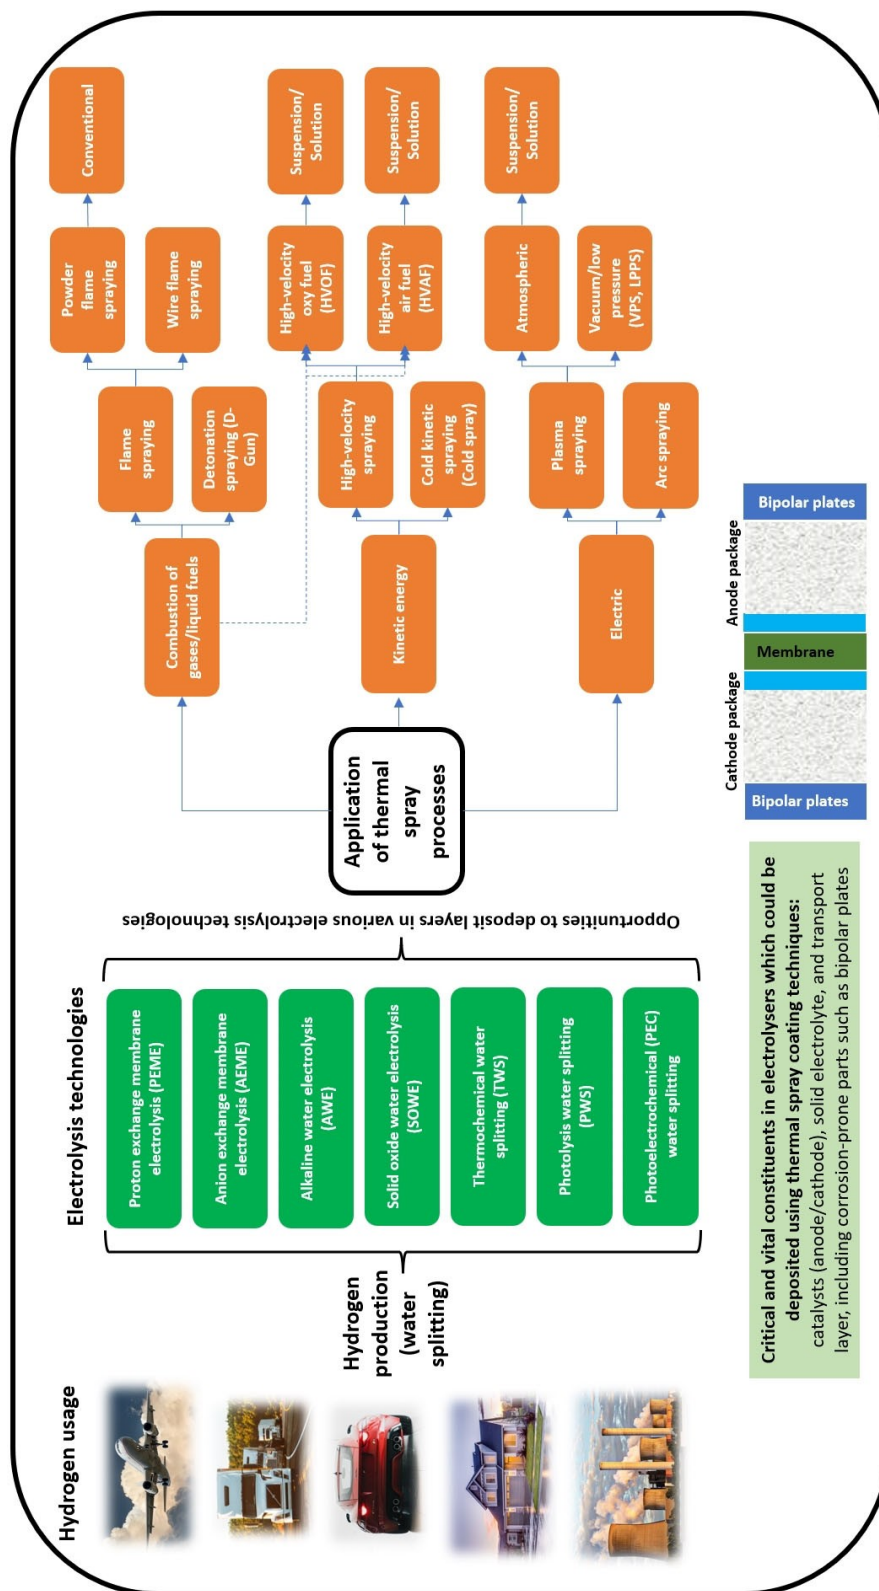 Hydrogen usage
Hydrogen
production
(water
splitting)
Electrolysis technologies
Proton exchange membrane
electrolysis (PEME)
Anion exchange membrane
electrolysis (AEME)
Alkaline water electrolysis
(AWE)
Solid oxide water electrolysis
(SOWE)
Thermochemical water
splitting (TWS)
Photolysis water splitting
(PWS)
Photoelectrochemical (PEC)
water splitting
Opportunities to deposit layers in various electrolysis technologies
Application
of thermal
spray
processes
Combustion of
gases/liquid fuels
Flame
spraying
Powder
flame
spraying
Conventional
Wire flame
spraying
Detonation
spraying (D-
Gun)
Kinetic energy
High-velocity
spraying
High-velocity
oxy fuel
(HVOF)
Suspension/
Solution
High-velocity
air fuel
(HVAF)
Suspension/
Solution
Cold kinetic
spraying
(Cold spray)
Electric
Plasma
spraying
Atmospheric
Suspension/
Solution
Vacuum/low
pressure
(VPS, LPPS)
Arc spraying
Critical and vital constituents in electrolysers which could be
deposited using thermal spray coating techniques:
catalysts (anode/cathode), solid electrolyte, and transport
layer, including corrosion-prone parts such as bipolar plates
Cathode package
Anode package
Bipolar plates
Membrane
Bipolar plates